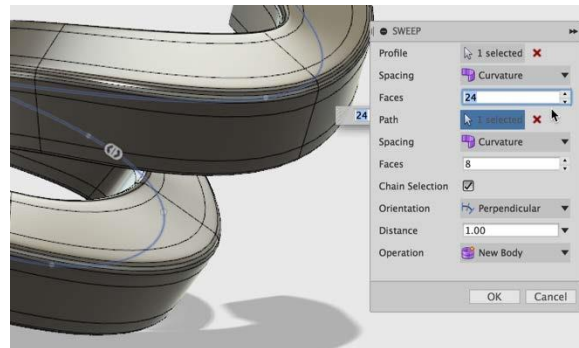 SWEEP
Profile 1 selected
Spacing Curvature
Faces 24
24
Path 1 selected
Spacing Curvature
Faces 8
Chain Selection
Orientation Perpendicular
Distance 1.00
Operation New Body
OK Cancel